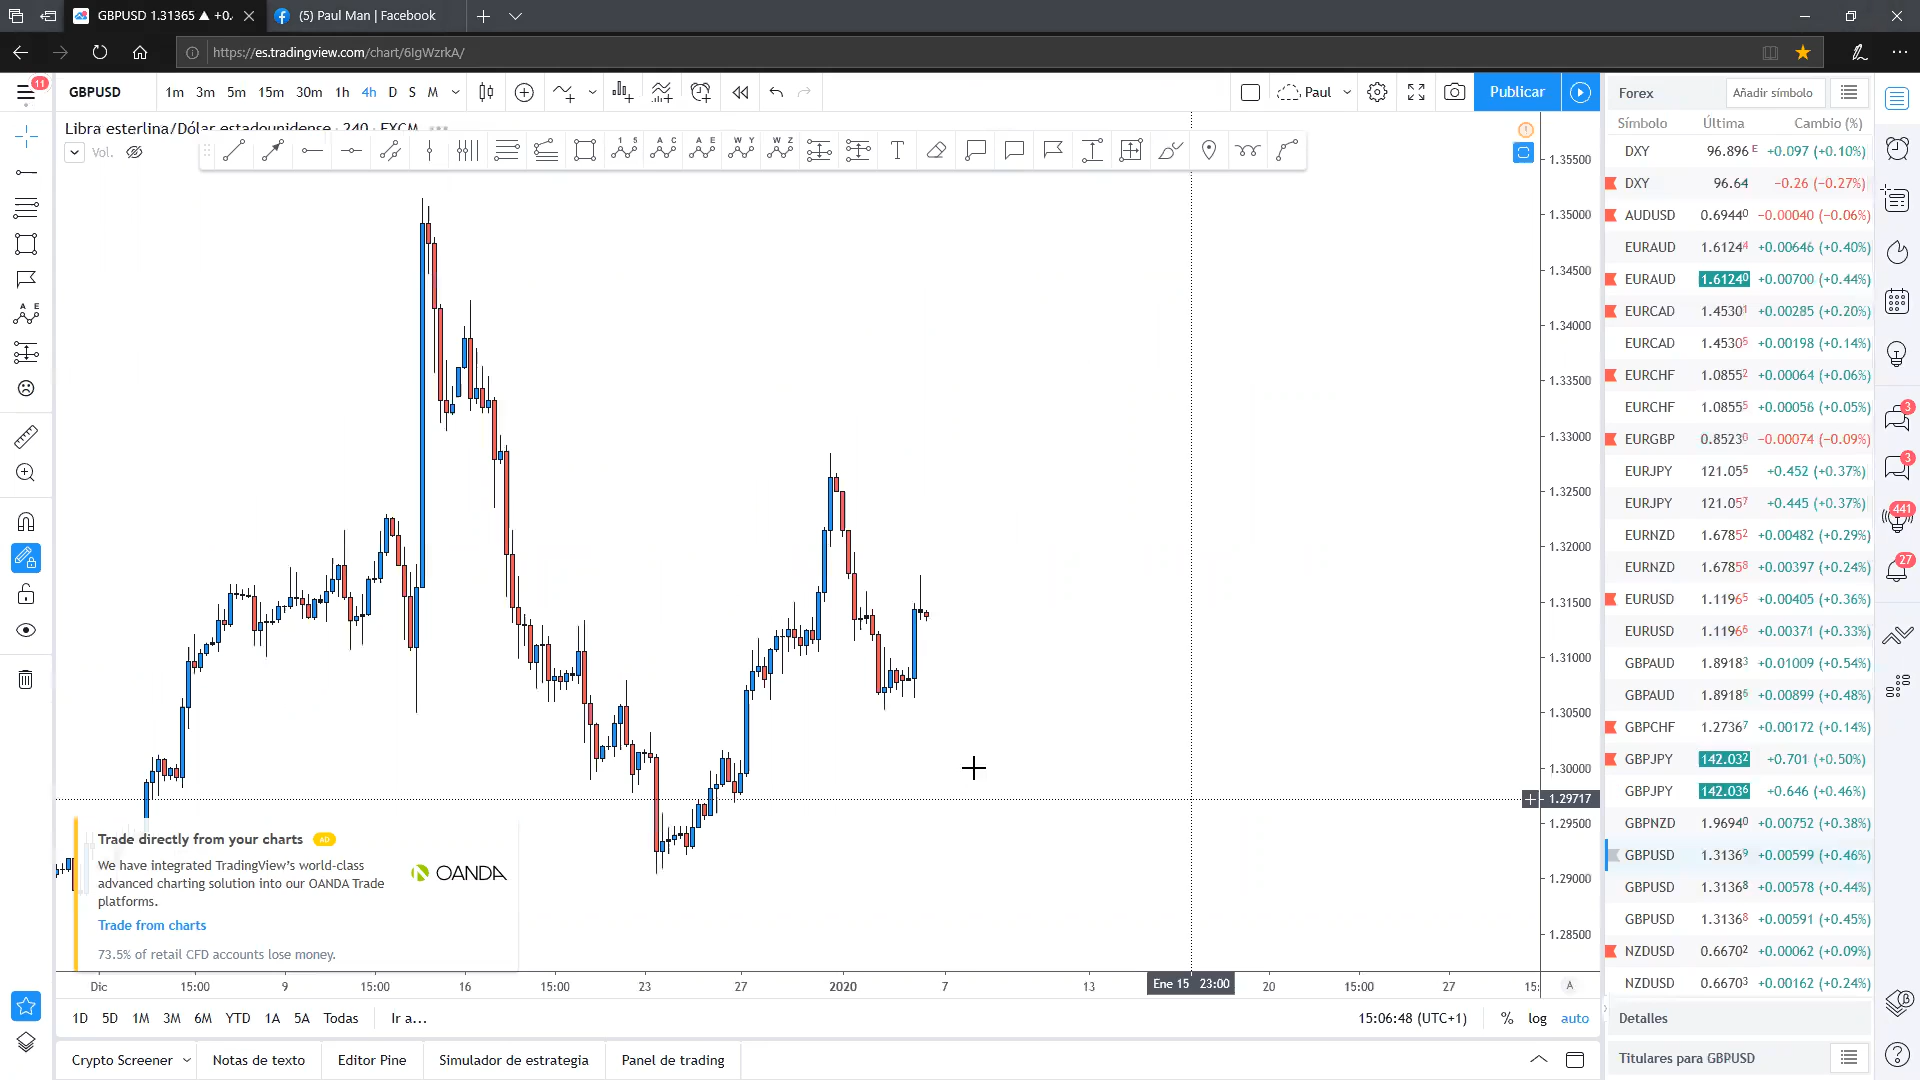 GBPUSD 1.31365 ▲ +0.
(5) Paul Man | Facebook
https://es.tradingview.com/chart/6IgWzrkA/
11
GBPUSD
1m 3m 5m 15m 30m 1h 4h D S M
Paul
Publicar
Libra esterlina/Dólar estadounidense · 240 · FXCM
Vol.
1.35500
1.35000
1.34500
1.34000
1.33500
1.33000
1.32500
1.32000
1.31500
1.31000
1.30500
1.30000
1.29717
1.29500
1.29000
1.28500
Trade directly from your charts AD
We have integrated TradingView's world-class
advanced charting solution into our OANDA Trade
platforms.
OANDA
Trade from charts
73.5% of retail CFD accounts lose money.
Dic 15:00 9 15:00 16 15:00 23 27 2020 7 13 Ene 15 23:00 20 15:00 27 15: A
1D 5D 1M 3M 6M YTD 1A 5A Todas Ir a...
15:06:48 (UTC+1) % log auto
Crypto Screener Notas de texto Editor Pine Simulador de estrategia Panel de trading
Forex Añadir símbolo
Símbolo Última Cambio (%)
DXY 96.896 E +0.097 (+0.10%)
DXY 96.64 −0.26 (−0.27%)
AUDUSD 0.69440 −0.00040 (−0.06%)
EURAUD 1.61244 +0.00646 (+0.40%)
EURAUD 1.61240 +0.00700 (+0.44%)
EURCAD 1.45301 +0.00285 (+0.20%)
EURCAD 1.45305 +0.00198 (+0.14%)
EURCHF 1.08552 +0.00064 (+0.06%)
EURCHF 1.08555 +0.00056 (+0.05%)
EURGBP 0.85230 −0.00074 (−0.09%)
EURJPY 121.055 +0.452 (+0.37%)
EURJPY 121.057 +0.445 (+0.37%)
EURNZD 1.67852 +0.00482 (+0.29%)
EURNZD 1.67858 +0.00397 (+0.24%)
EURUSD 1.11965 +0.00405 (+0.36%)
EURUSD 1.11966 +0.00371 (+0.33%)
GBPAUD 1.89183 +0.01009 (+0.54%)
GBPAUD 1.89186 +0.00899 (+0.48%)
GBPCHF 1.27367 +0.00172 (+0.14%)
GBPJPY 142.032 +0.701 (+0.50%)
GBPJPY 142.036 +0.646 (+0.46%)
GBPNZD 1.96940 +0.00752 (+0.38%)
GBPUSD 1.31369 +0.00599 (+0.46%)
GBPUSD 1.31368 +0.00578 (+0.44%)
GBPUSD 1.31368 +0.00591 (+0.45%)
NZDUSD 0.66702 +0.00062 (+0.09%)
NZDUSD 0.66703 +0.00162 (+0.24%)
Detalles
Titulares para GBPUSD
3
3
441
27